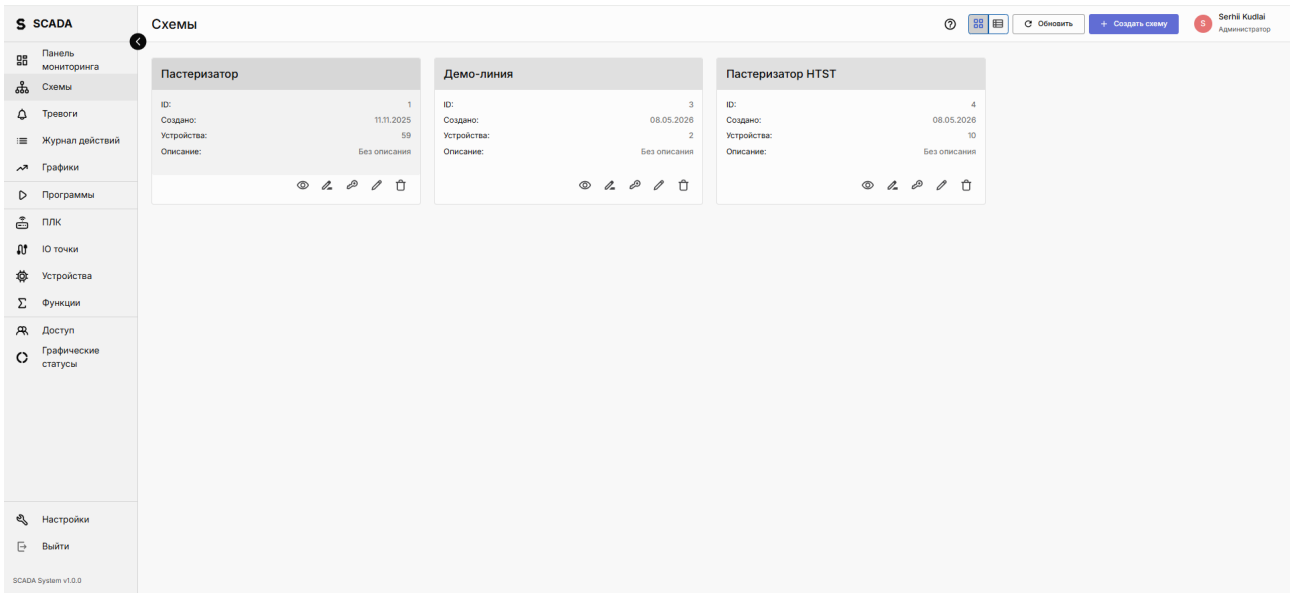 S SCADA
Схемы
Обновить
+ Создать схему
S
Serhii Kudlai
Администратор
Панель
мониторинга
Схемы
Тревоги
Журнал действий
Графики
Программы
ПЛК
IO точки
Устройства
Функции
Доступ
Графические
статусы
Настройки
Выйти
SCADA System v1.0.0
Пастеризатор
ID: 1
Создано: 11.11.2025
Устройства: 59
Описание: Без описания
Демо-линия
ID: 3
Создано: 08.05.2026
Устройства: 2
Описание: Без описания
Пастеризатор HTST
ID: 4
Создано: 08.05.2026
Устройства: 10
Описание: Без описания